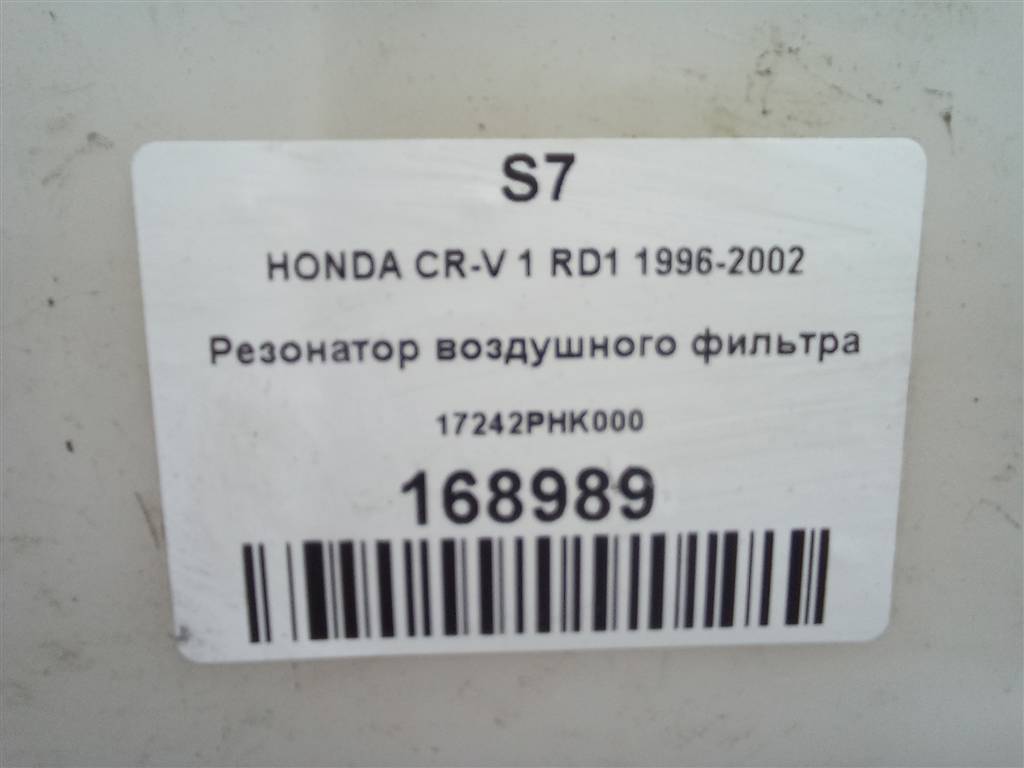 S7
HONDA CR-V 1 RD1 1996-2002
Резонатор воздушного фильтра
17242PHK000
168989